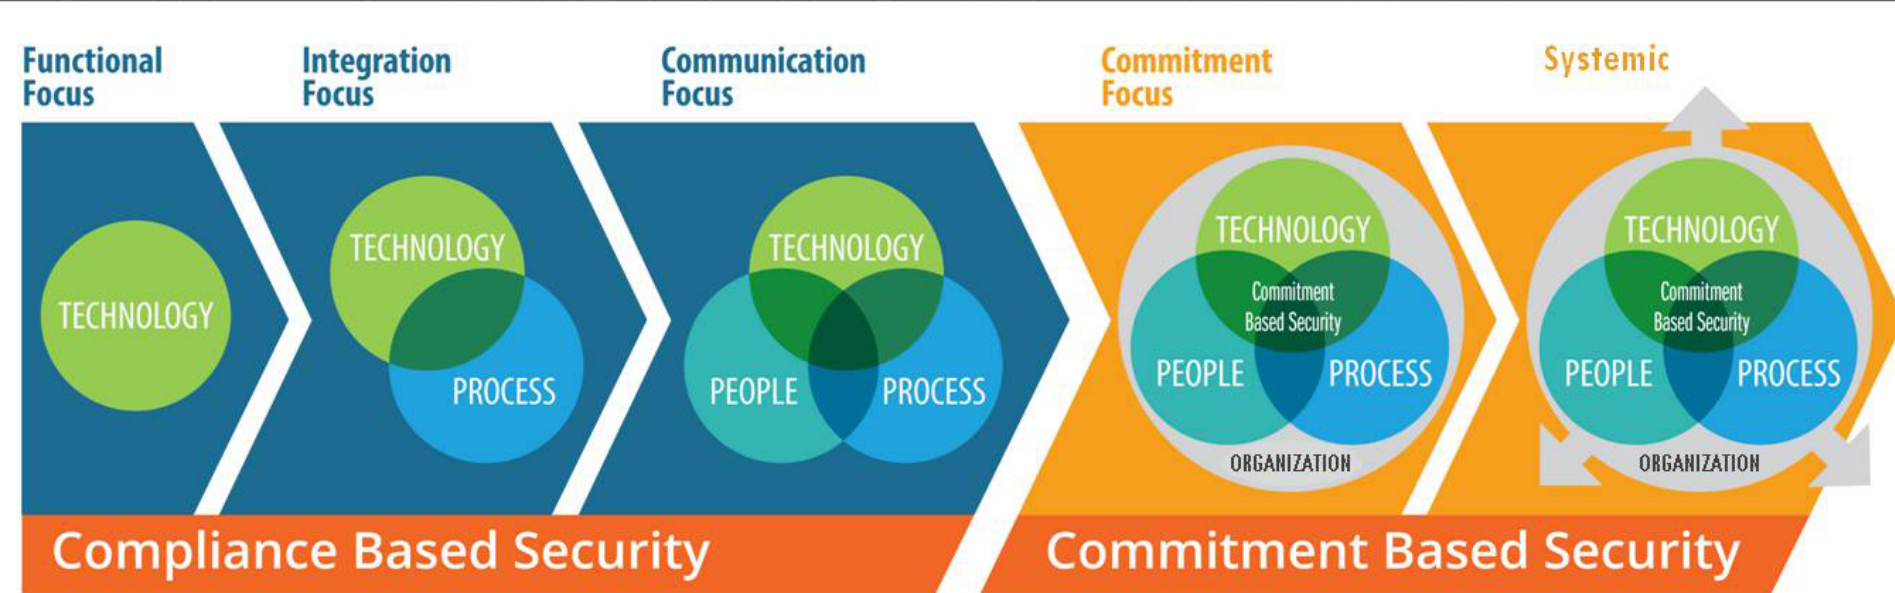 Functional
Focus
Integration
Focus
Communication
Focus
Commitment
Focus
Systemic
TECHNOLOGY
TECHNOLOGY
PROCESS
TECHNOLOGY
PEOPLE
PROCESS
TECHNOLOGY
Commitment
Based Security
PEOPLE
PROCESS
ORGANIZATION
TECHNOLOGY
Commitment
Based Security
PEOPLE
PROCESS
ORGANIZATION
Compliance Based Security
Commitment Based Security